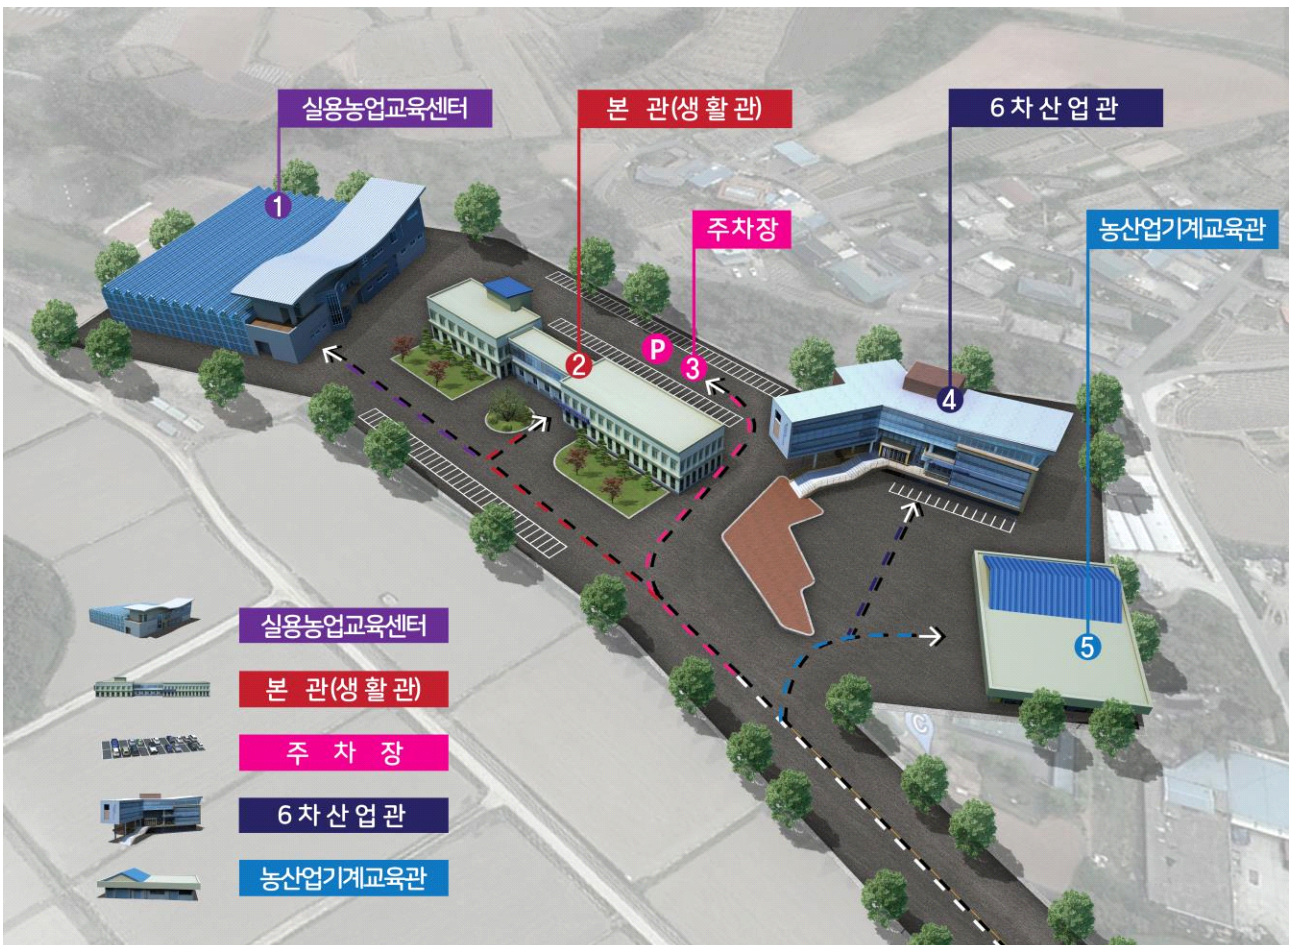 실용농업교육센터
본 관(생활관)
6차산업관
주차장
농산업기계교육관
1
2
P
3
4
5
C
실용농업교육센터
본 관(생활관)
주 차 장
6차산업관
농산업기계교육관